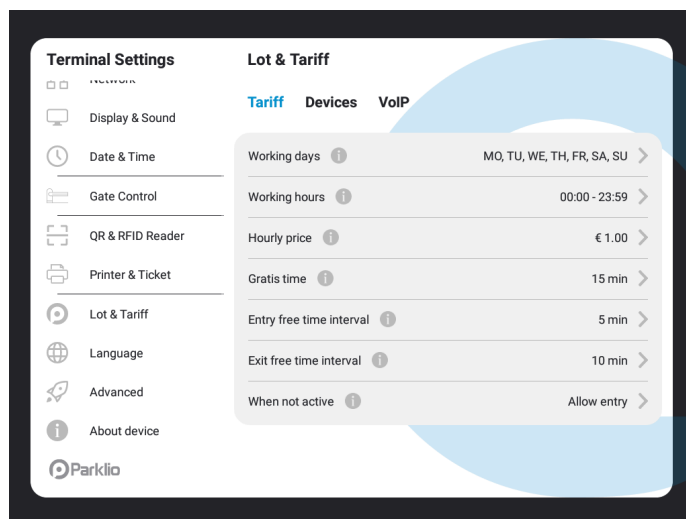 Terminal Settings
Network
Display & Sound
Date & Time
Gate Control
QR & RFID Reader
Printer & Ticket
Lot & Tariff
Language
Advanced
About device
Parklio
Lot & Tariff
Tariff Devices VoIP
Working days MO, TU, WE, TH, FR, SA, SU
Working hours 00:00 - 23:59
Hourly price € 1.00
Gratis time 15 min
Entry free time interval 5 min
Exit free time interval 10 min
When not active Allow entry